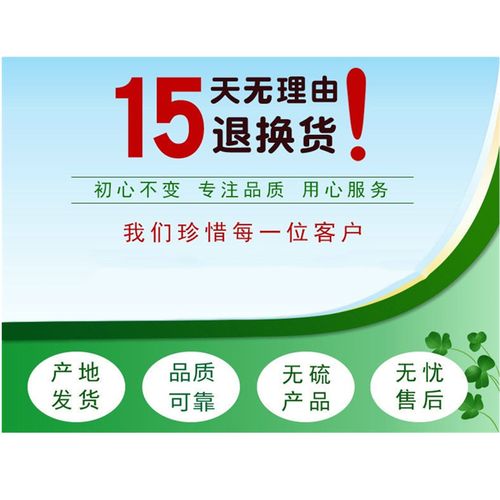 15天无理由
退换货!
初心不变 专注品质 用心服务
我们珍惜每一位客户
产地
发货
品质
可靠
无硫
产品
无忧
售后